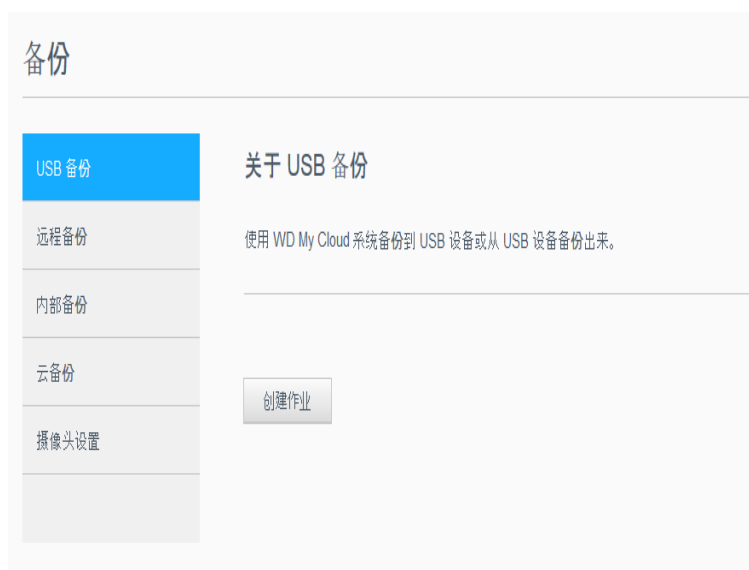 备份
USB 备份
远程备份
内部备份
云备份
摄像头设置
关于 USB 备份
使用 WD My Cloud 系统备份到 USB 设备或从 USB 设备备份出来。
创建作业